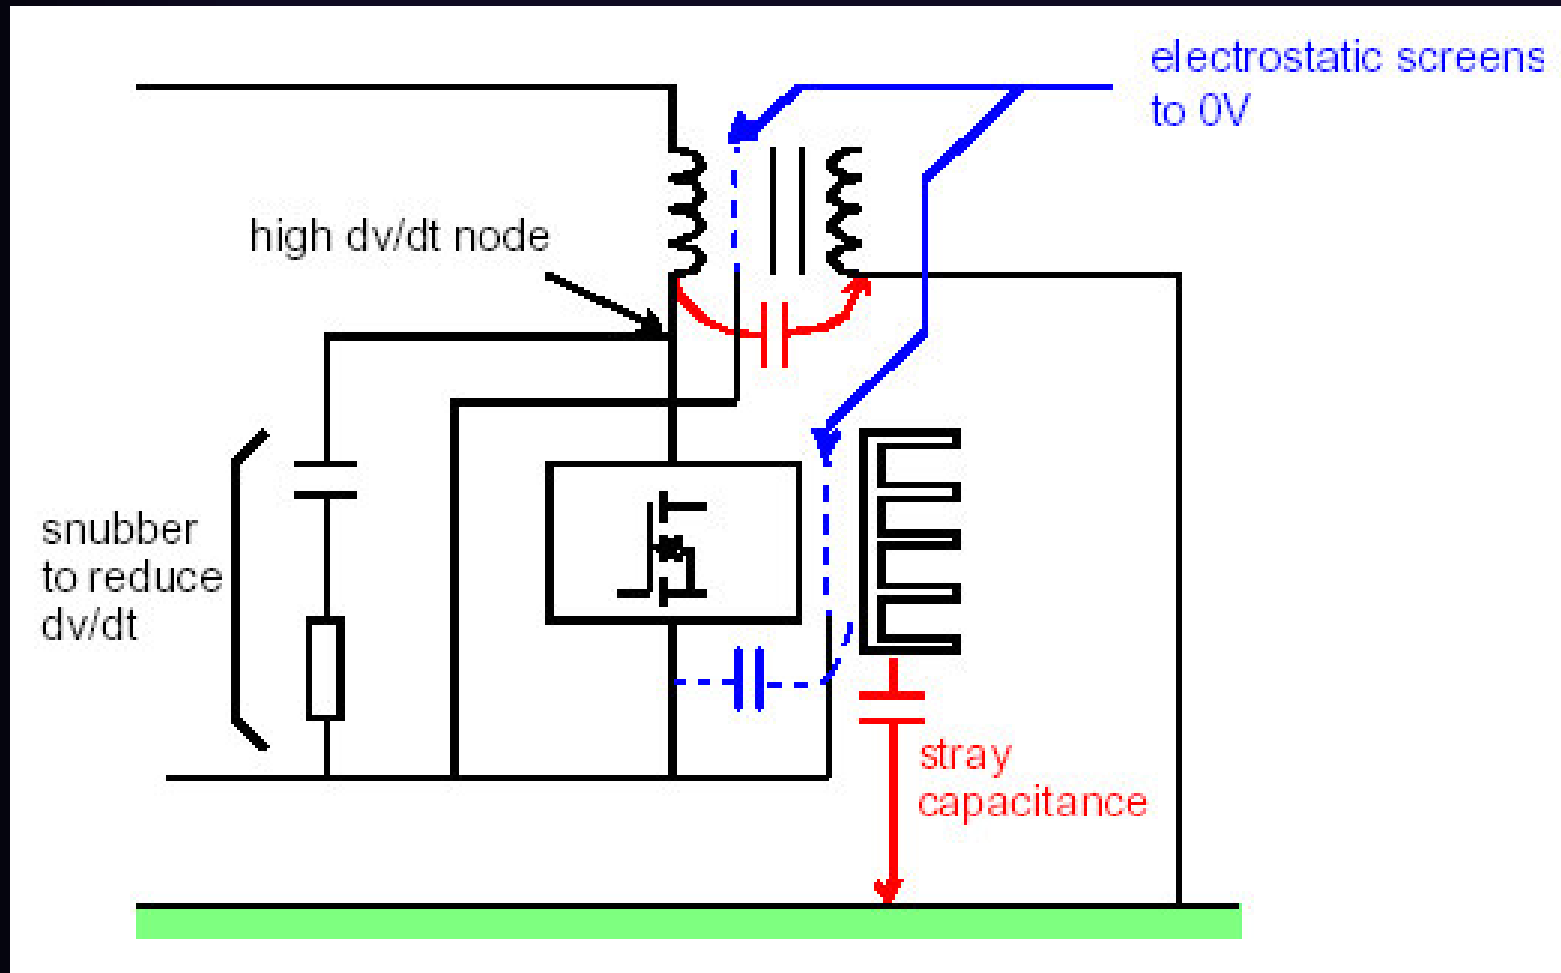 electrostatic screens
to 0V
high dv/dt node
snubber
to reduce
dv/dt
stray
capacitance